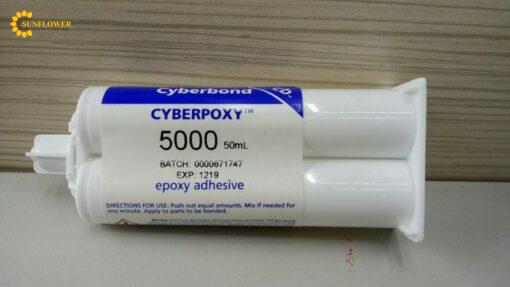 SUNFLOWER
Cyberbond
CO.
CYBERPOXY™
5000 50mL
BATCH: 0000671747
EXP: 1219
epoxy adhesive
DIRECTIONS FOR USE: Push out equal amounts. Mix if needed for
one minute. Apply to parts to be bonded.